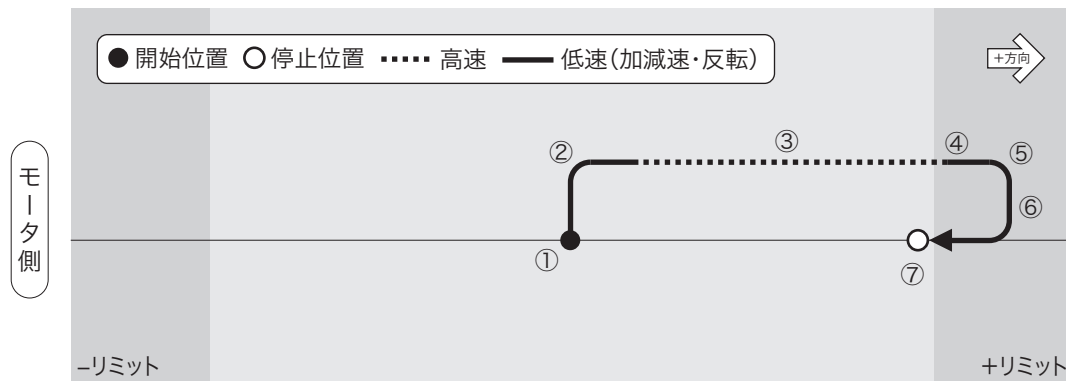 開始位置 停止位置 高速 低速(加減速・反転)
+方向
② ③ ④ ⑤
モータ側
⑥
① ⑦
−リミット +リミット